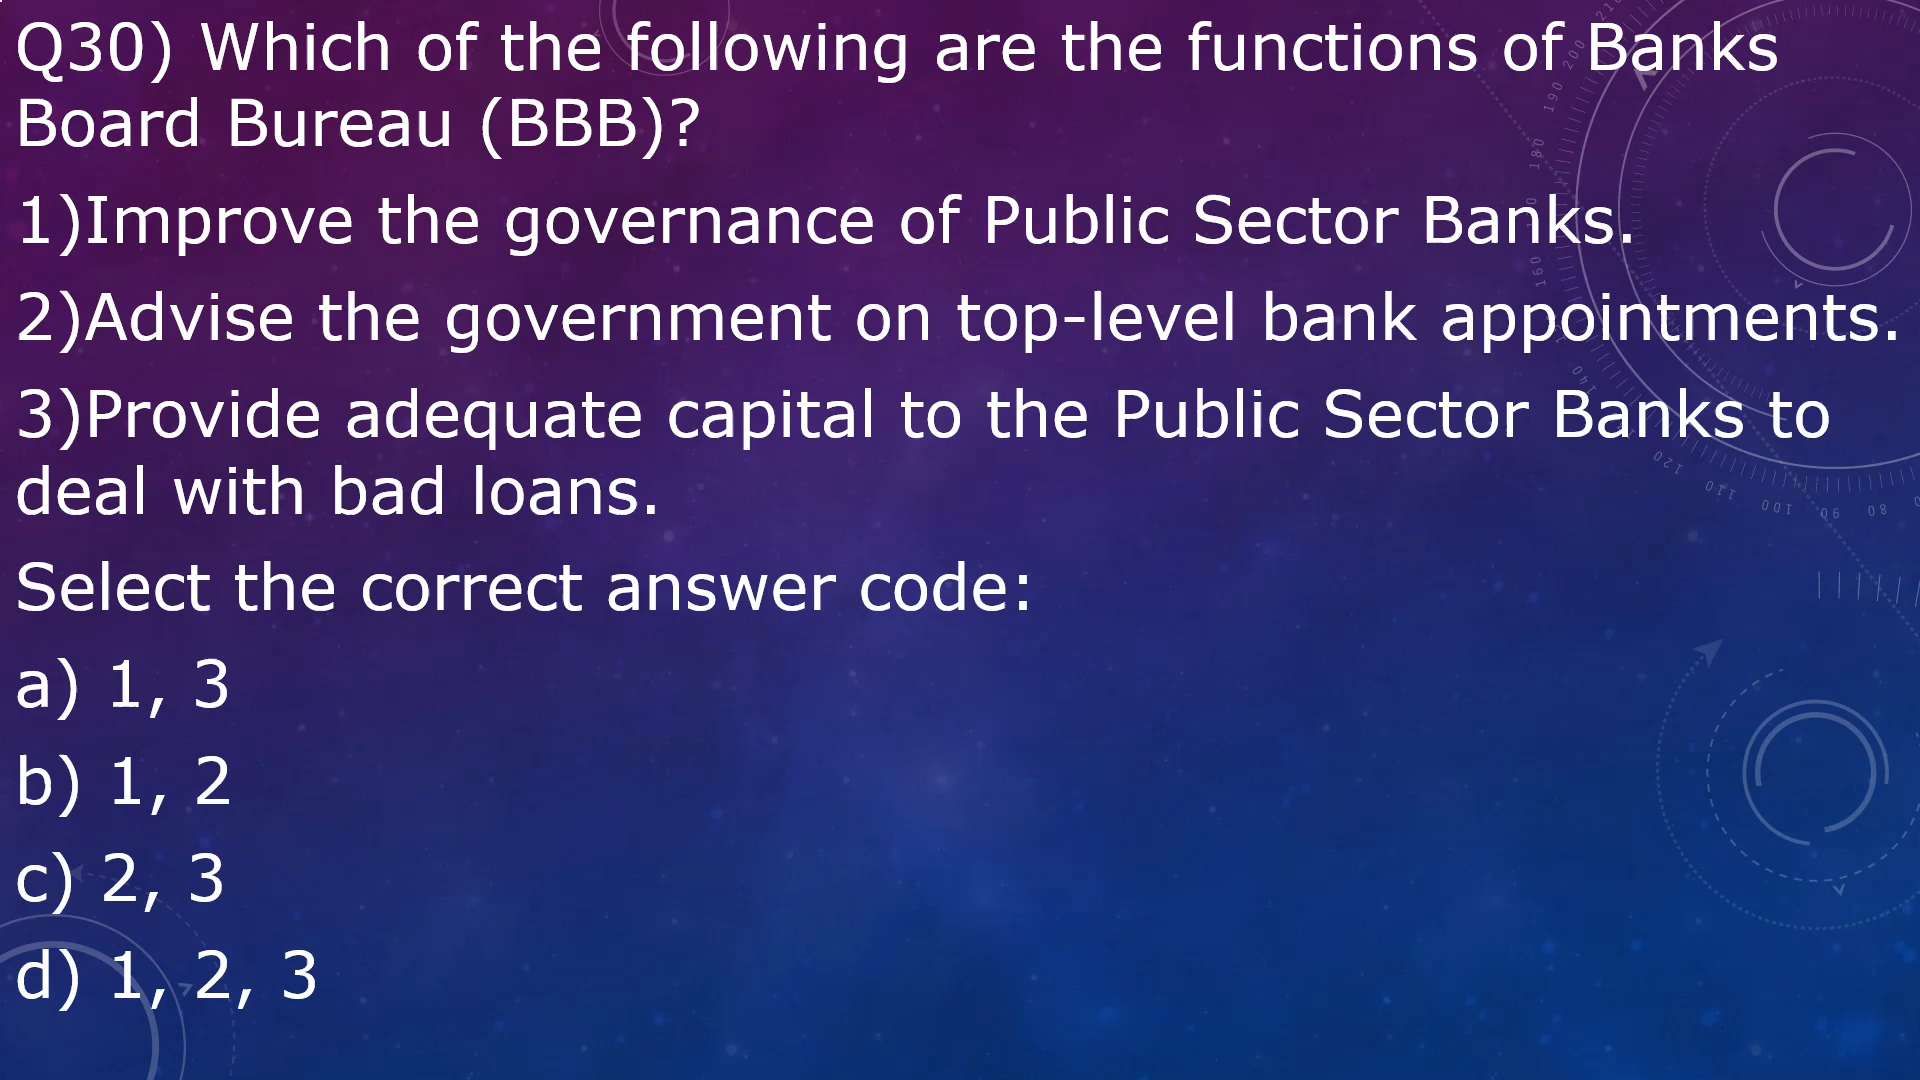 Q30) Which of the following are the functions of Banks
Board Bureau (BBB)?
1)Improve the governance of Public Sector Banks.
2)Advise the government on top-level bank appointments.
3)Provide adequate capital to the Public Sector Banks to
deal with bad loans.
Select the correct answer code:
a) 1, 3
b) 1, 2
c) 2, 3
d) 1, 2, 3